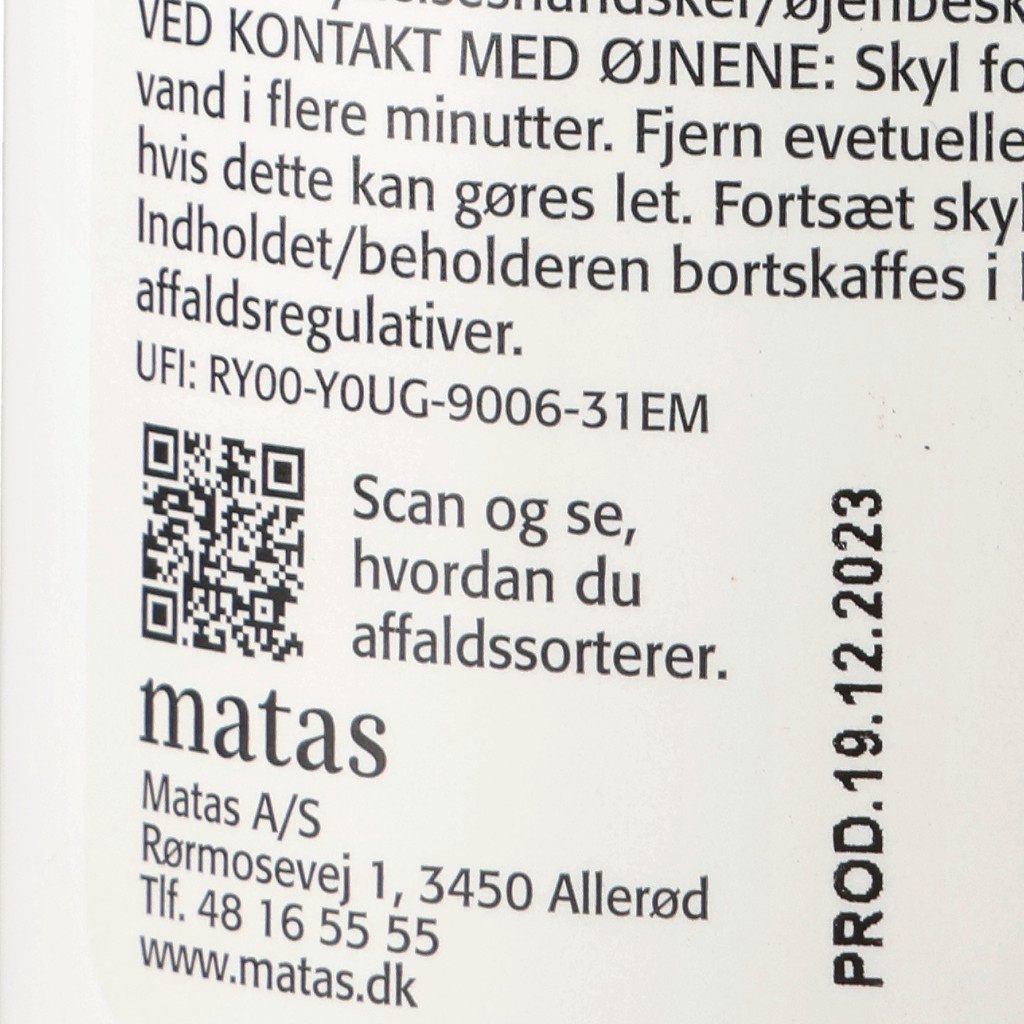 VED KONTAKT MED ØJNENE: Skyl
vand i flere minutter. Fjern evetuelle
hvis dette kan gøres let. Fortsæt
Indholdet/beholderen bortskaffes i
affaldsregulativer.
UFI: RY00-Y0UG-9006-31EM
Scan og se,
hvordan du
affaldssorterer.
matas
Matas A/S
Rørmosevej 1, 3450 Allerød
Tlf. 48 16 55 55
www.matas.dk
PROD.19.12.2023